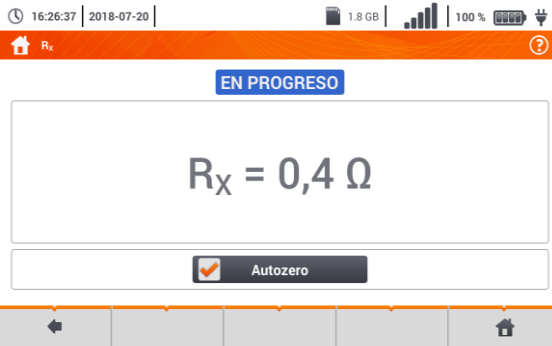 16:26:37 2018-07-20 1.8 GB 100 %
Rx
EN PROGRESO
Rx = 0,4 Ω
Autozero